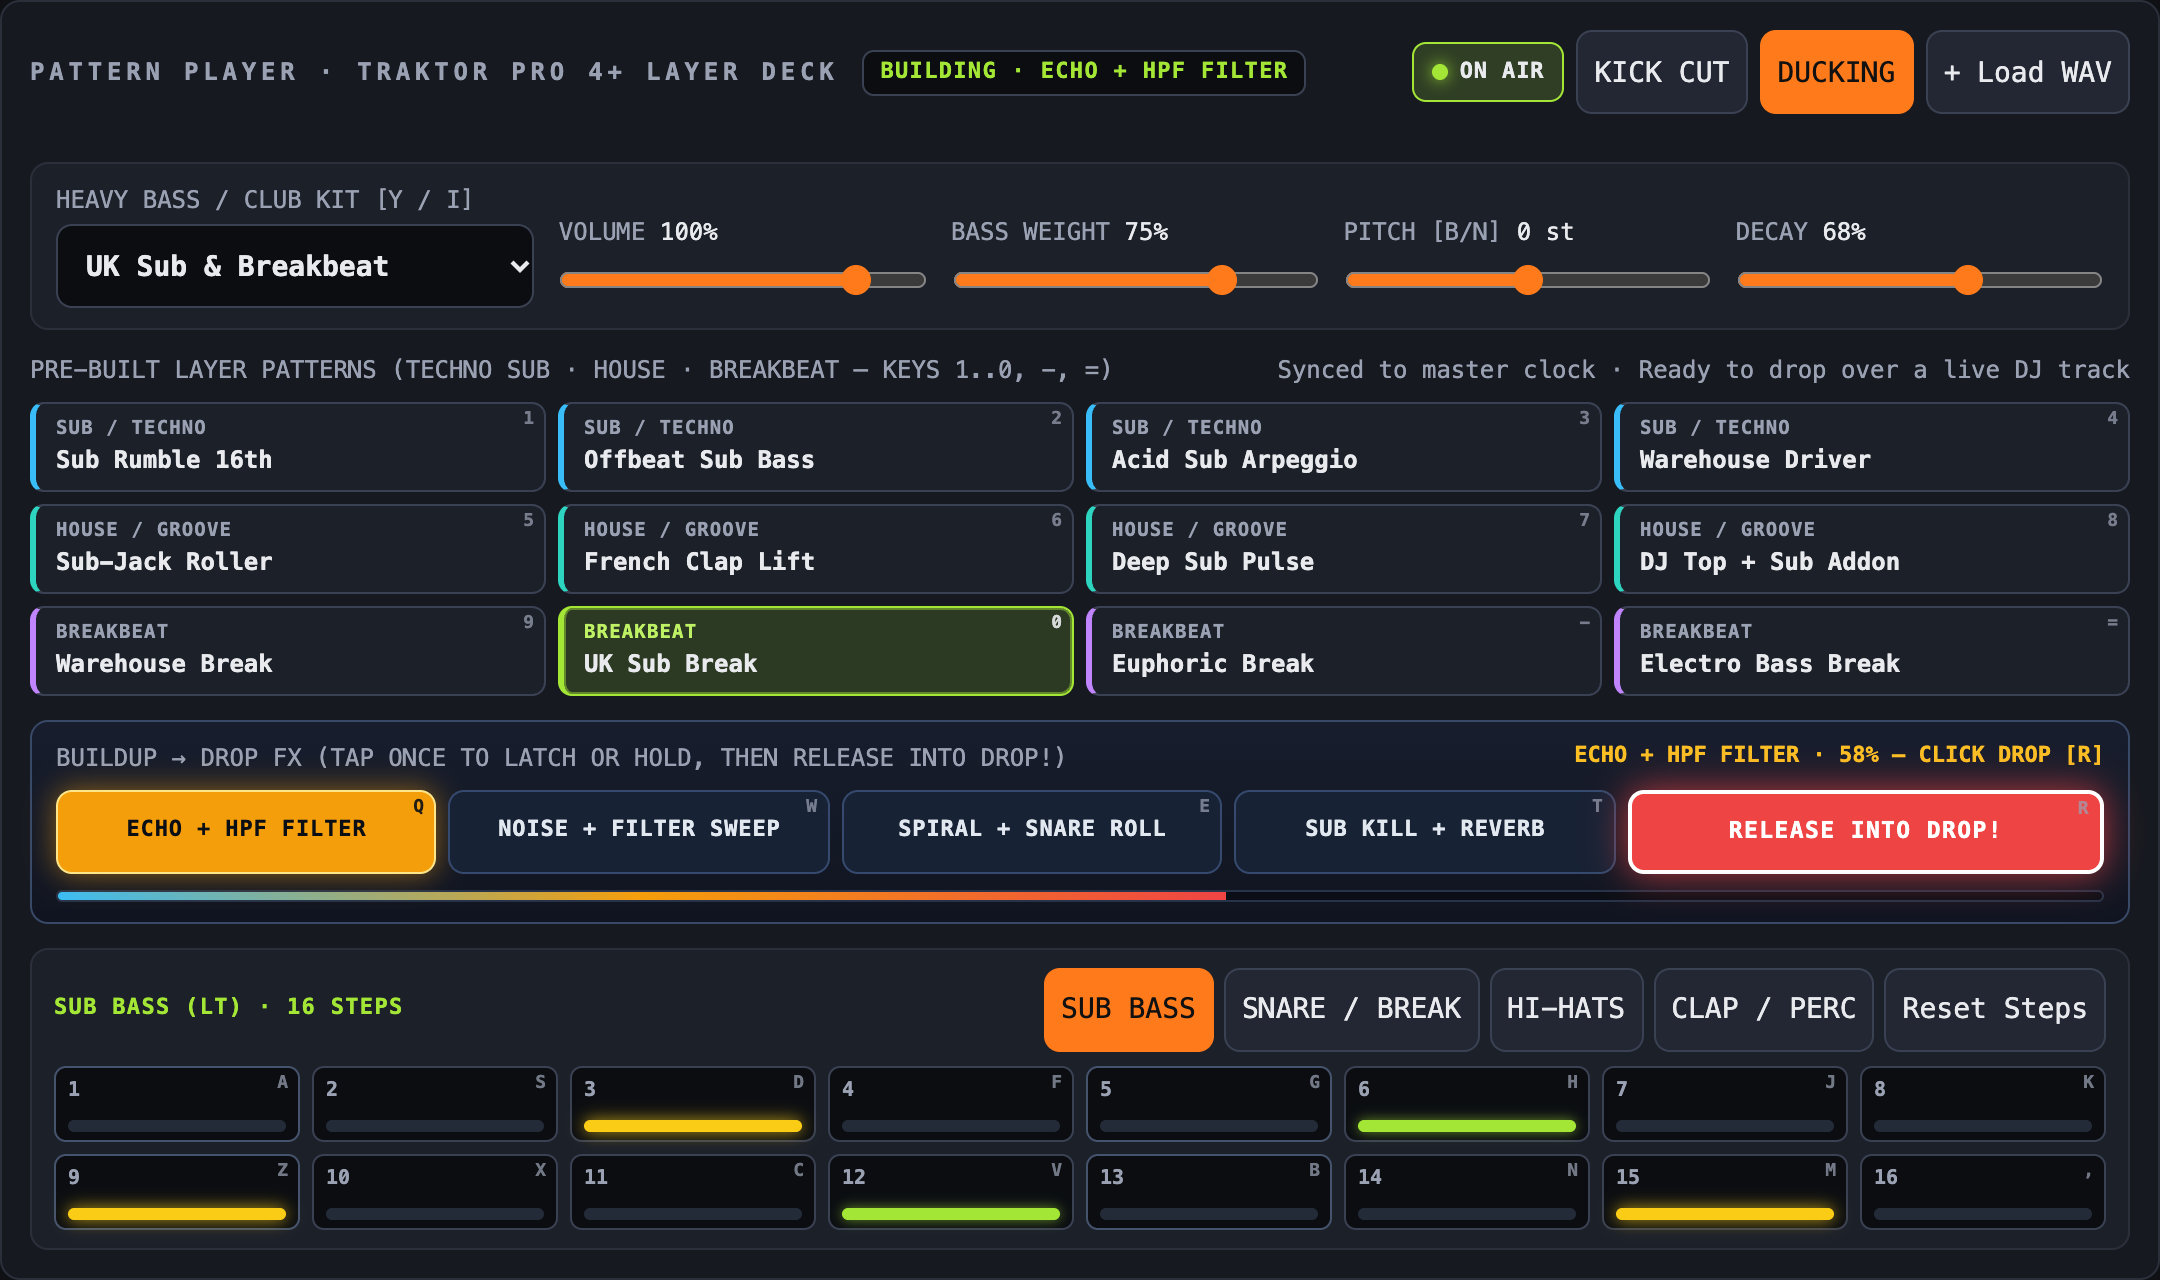 PATTERN PLAYER · TRAKTOR PRO 4+ LAYER DECK
BUILDING · ECHO + HPF FILTER
ON AIR
KICK CUT
DUCKING
+ Load WAV
HEAVY BASS / CLUB KIT [Y / I]
UK Sub & Breakbeat
VOLUME 100%
BASS WEIGHT 75%
PITCH [B/N] 0 st
DECAY 68%
PRE-BUILT LAYER PATTERNS (TECHNO SUB · HOUSE · BREAKBEAT — KEYS 1..0, -, =)
Synced to master clock · Ready to drop over a live DJ track
SUB / TECHNO 1
Sub Rumble 16th
SUB / TECHNO 2
Offbeat Sub Bass
SUB / TECHNO 3
Acid Sub Arpeggio
SUB / TECHNO 4
Warehouse Driver
HOUSE / GROOVE 5
Sub-Jack Roller
HOUSE / GROOVE 6
French Clap Lift
HOUSE / GROOVE 7
Deep Sub Pulse
HOUSE / GROOVE 8
DJ Top + Sub Addon
BREAKBEAT 9
Warehouse Break
BREAKBEAT 0
UK Sub Break
BREAKBEAT -
Euphoric Break
BREAKBEAT =
Electro Bass Break
BUILDUP → DROP FX (TAP ONCE TO LATCH OR HOLD, THEN RELEASE INTO DROP!)
ECHO + HPF FILTER · 58% — CLICK DROP [R]
ECHO + HPF FILTER Q
NOISE + FILTER SWEEP W
SPIRAL + SNARE ROLL E
SUB KILL + REVERB T
RELEASE INTO DROP! R
SUB BASS (LT) · 16 STEPS
SUB BASS
SNARE / BREAK
HI-HATS
CLAP / PERC
Reset Steps
1 A
2 S
3 D
4 F
5 G
6 H
7 J
8 K
9 Z
10 X
11 C
12 V
13 B
14 N
15 M
16 ,